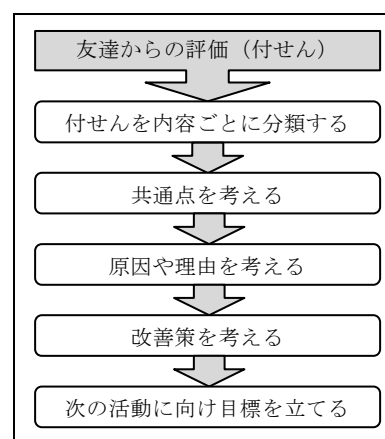 友達からの評価（付せん）
付せんを内容ごとに分類する
共通点を考える
原因や理由を考える
改善策を考える
次の活動に向け目標を立てる